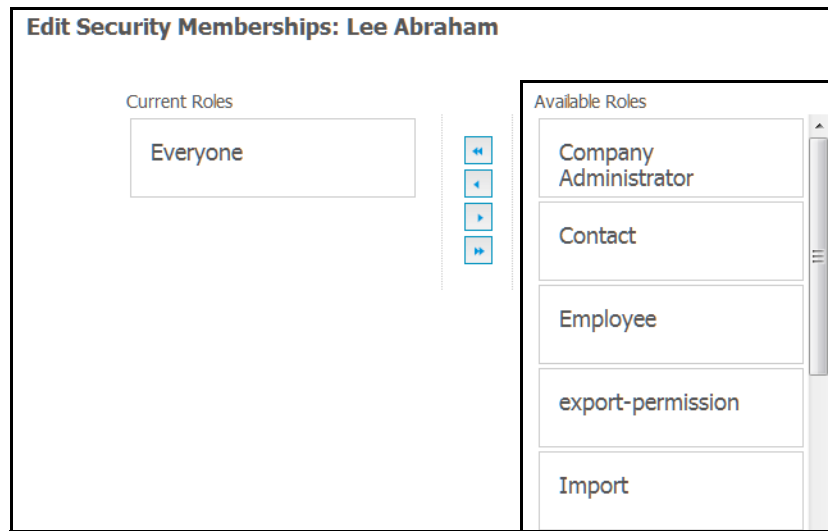 Edit Security Memberships: Lee Abraham
Current Roles
Everyone
Available Roles
Company
Administrator
Contact
Employee
export-permission
Import